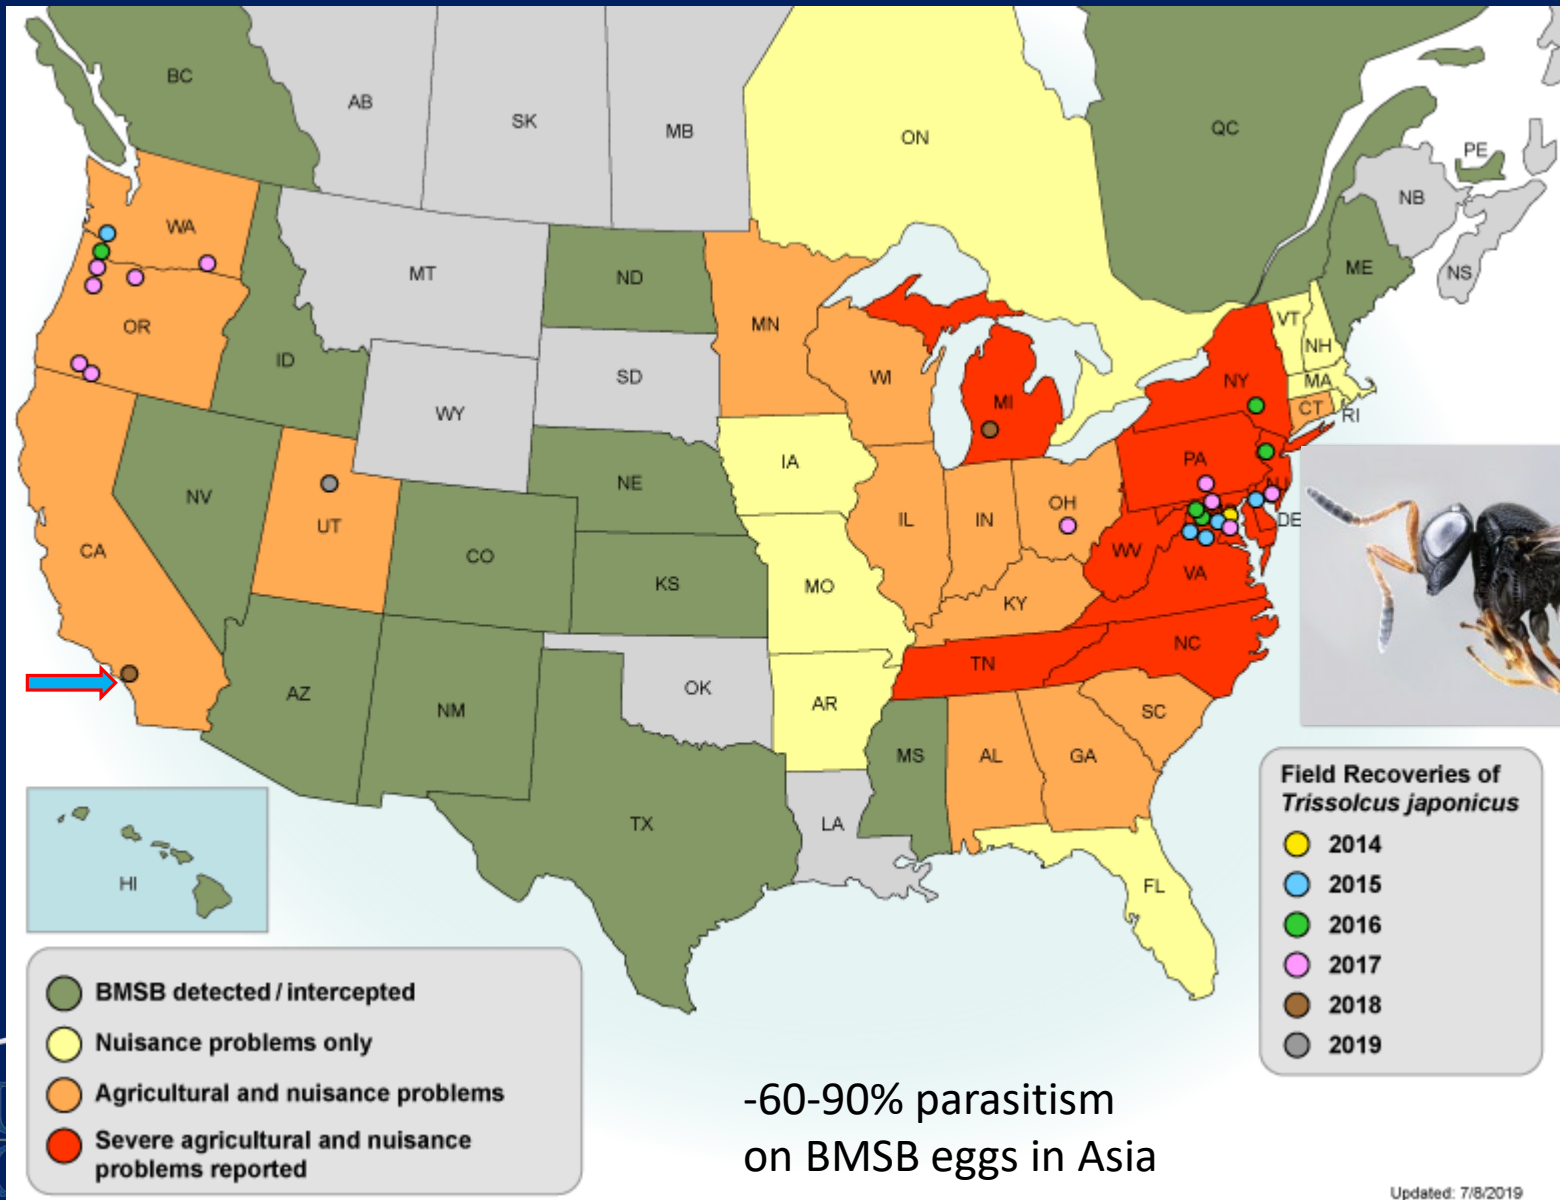 BC
AB
SK
MB
ON
QC
PE
NB
NS
ME
WA
MT
ND
MN
OR
ID
SD
WI
MI
NY
VT
NH
MA
CT
RI
WY
IA
NE
PA
NJ
NV
UT
CO
IL
IN
OH
DE
CA
KS
MO
WV
VA
KY
AZ
NM
OK
AR
TN
NC
SC
MS
AL
GA
TX
LA
FL
HI
Field Recoveries of
Trissolcus japonicus
2014
2015
2016
2017
2018
2019
BMSB detected / intercepted
Nuisance problems only
Agricultural and nuisance problems
Severe agricultural and nuisance
problems reported
-60-90% parasitism
on BMSB eggs in Asia
Updated: 7/8/2019